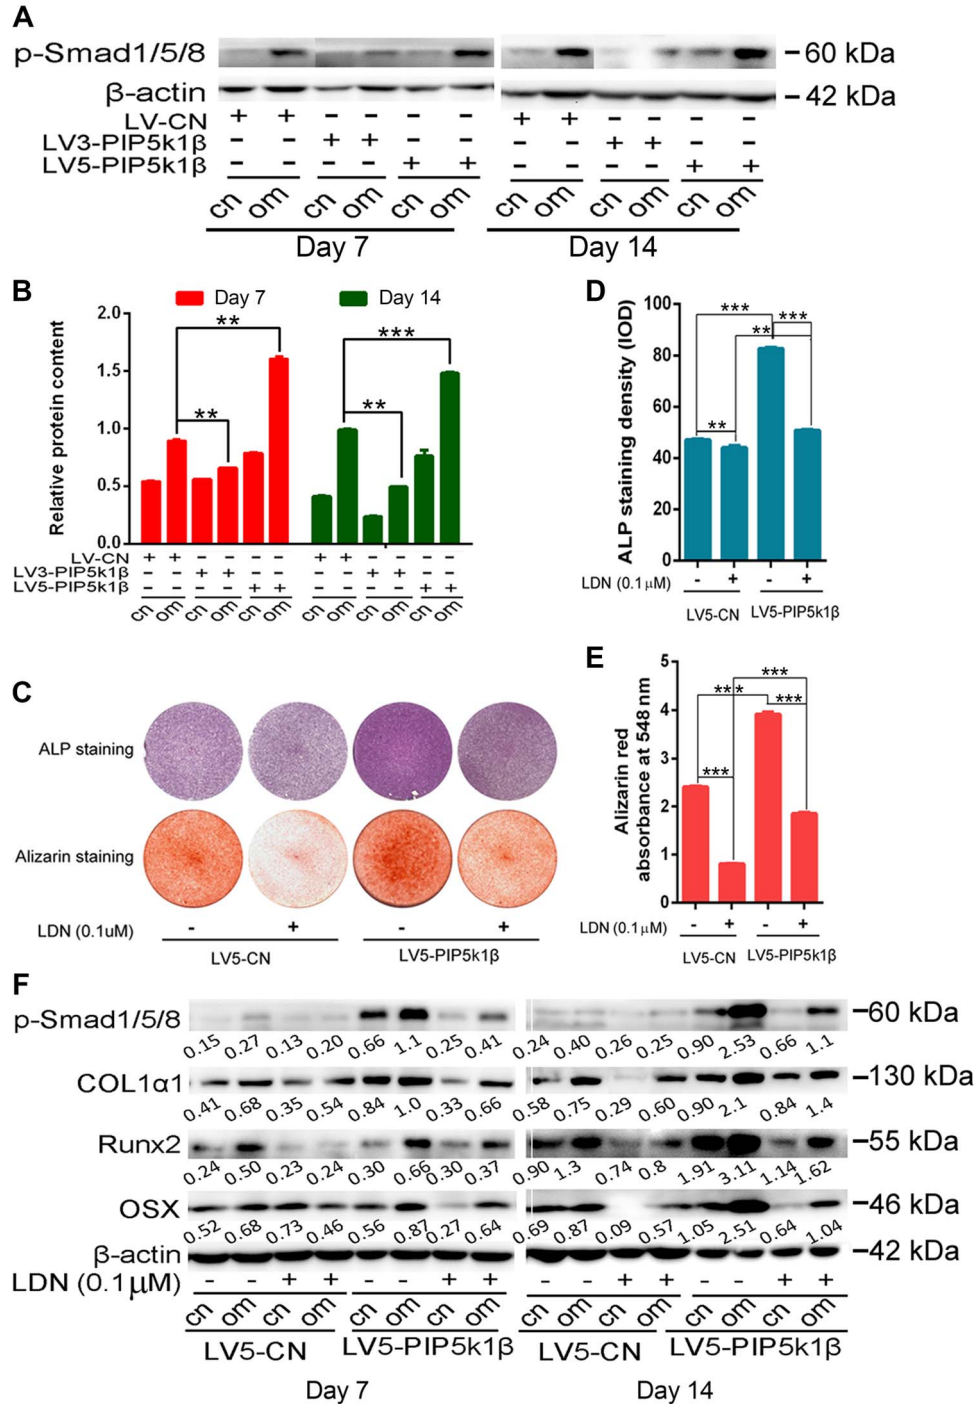 A
p-Smad1/5/8 – 60 kDa
β-actin – 42 kDa
LV-CN + + - - - - + + - - - -
LV3-PIP5k1β - - + + - - - - + + - -
LV5-PIP5k1β - - - - + + - - - - + +
cn om cn om cn om cn om cn om cn om
Day 7 Day 14
B
Day 7 Day 14
Relative protein content
2.0
1.5
1.0
0.5
0.0
** ** *** **
LV-CN + + - - - - + + - - - -
LV3-PIP5k1β - - + + - - - - + + - -
LV5-PIP5k1β - - - - + + - - - - + +
cn om cn om cn om cn om cn om cn om
C
ALP staining
Alizarin staining
LDN (0.1uM) - + - +
LV5-CN LV5-PIP5k1β
D
ALP staining density (IOD)
100
80
60
40
20
0
*** *** ** **
LDN (0.1 μM) - + - +
LV5-CN LV5-PIP5k1β
E
Alizarin red
absorbance at 548 nm
5
4
3
2
1
0
*** *** *** ***
LDN (0.1 μM) - + - +
LV5-CN LV5-PIP5k1β
F
p-Smad1/5/8 –60 kDa
0.15 0.27 0.13 0.20 0.66 1.1 0.25 0.41 0.24 0.40 0.26 0.25 0.90 2.53 0.66 1.1
COL1α1 –130 kDa
0.41 0.68 0.35 0.54 0.84 1.0 0.33 0.66 0.58 0.75 0.29 0.60 0.90 2.1 0.84 1.4
Runx2 –55 kDa
0.24 0.50 0.23 0.24 0.30 0.66 0.30 0.37 0.90 1.3 0.74 0.8 1.91 3.11 1.14 1.62
OSX –46 kDa
0.52 0.68 0.73 0.46 0.56 0.87 0.27 0.64 0.69 0.87 0.09 0.57 1.05 2.51 0.64 1.04
β-actin –42 kDa
LDN (0.1μM) - - + + - - + + - - + + - - + +
cn om cn om cn om cn om cn om cn om cn om cn om
LV5-CN LV5-PIP5k1β LV5-CN LV5-PIP5k1β
Day 7 Day 14